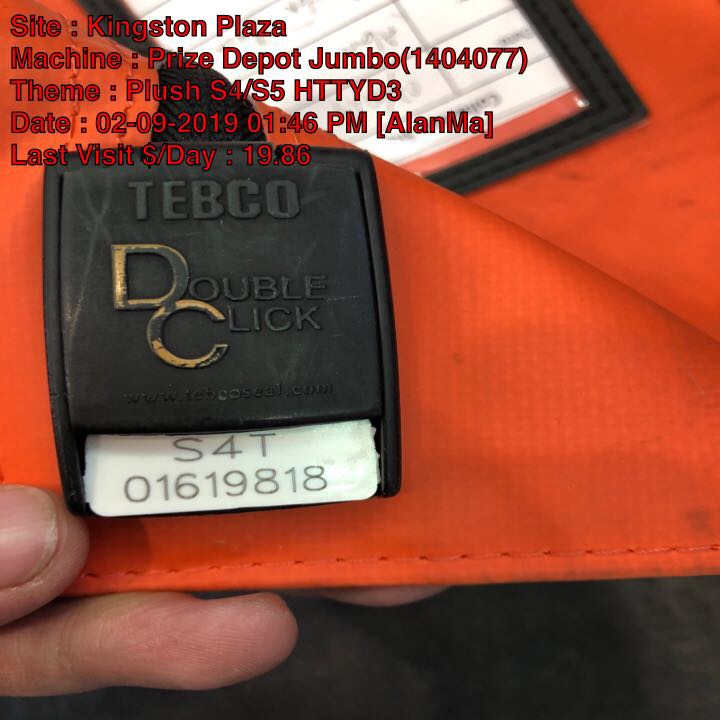 Site : Kingston Plaza
Machine : Prize Depot Jumbo(1404077)
Theme : Plush S4/S5 HTTYD3
Date : 02-09-2019 01:46 PM [AlanMa]
Last Visit $/Day : 19.86
TEBCO
DOUBLE
CLICK
www.tebcoseal.com
S4T
01619818